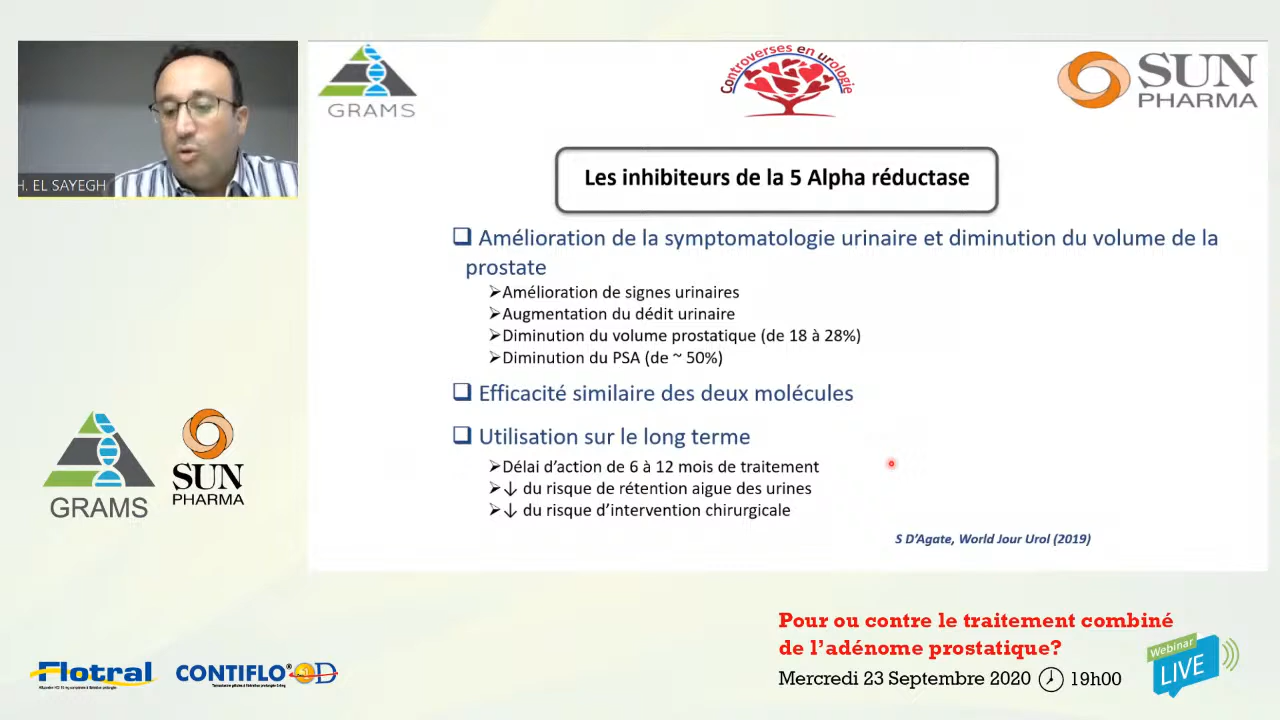 H. EL SAYEGH
GRAMS
Controverses en urologie
SUN
PHARMA
Les inhibiteurs de la 5 Alpha réductase
Amélioration de la symptomatologie urinaire et diminution du volume de la
prostate
Amélioration de signes urinaires
Augmentation du dédit urinaire
Diminution du volume prostatique (de 18 à 28%)
Diminution du PSA (de ~ 50%)
Efficacité similaire des deux molécules
Utilisation sur le long terme
Délai d'action de 6 à 12 mois de traitement
↓ du risque de rétention aigue des urines
↓ du risque d'intervention chirurgicale
S D'Agate, World Jour Urol (2019)
GRAMS
SUN
PHARMA
Flotral
CONTIFLO® OD
Pour ou contre le traitement combiné
de l'adénome prostatique?
Mercredi 23 Septembre 2020 19h00
Webinar
LIVE